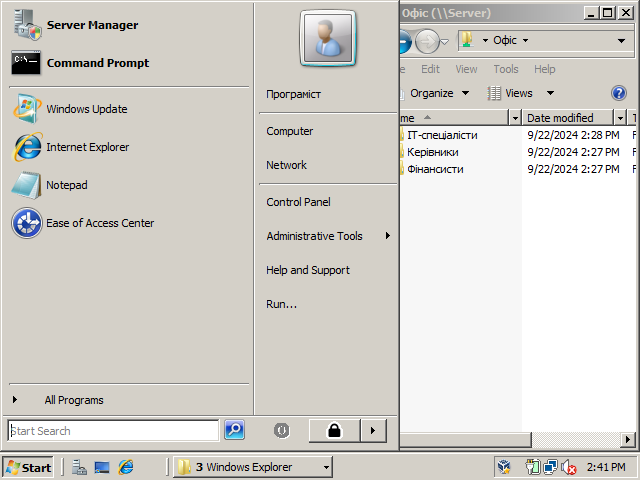 Server Manager
Command Prompt
Windows Update
Internet Explorer
Notepad
Ease of Access Center
All Programs
Start Search
Програміст
Computer
Network
Control Panel
Administrative Tools
Help and Support
Run...
Офіс (\\Server)
Офіс
Edit View Tools Help
Organize Views
me Date modified
ІТ-спеціалісти 9/22/2024 2:28 PM
Керівники 9/22/2024 2:27 PM
Фінансисти 9/22/2024 2:27 PM
Start
3 Windows Explorer
2:41 PM